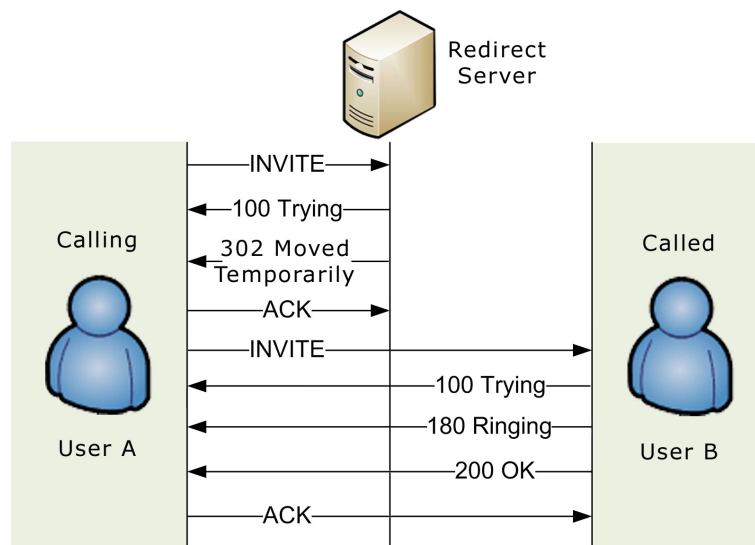 Redirect
Server
INVITE
100 Trying
302 Moved
Temporarily
ACK
INVITE
100 Trying
180 Ringing
200 OK
ACK
Calling
User A
Called
User B